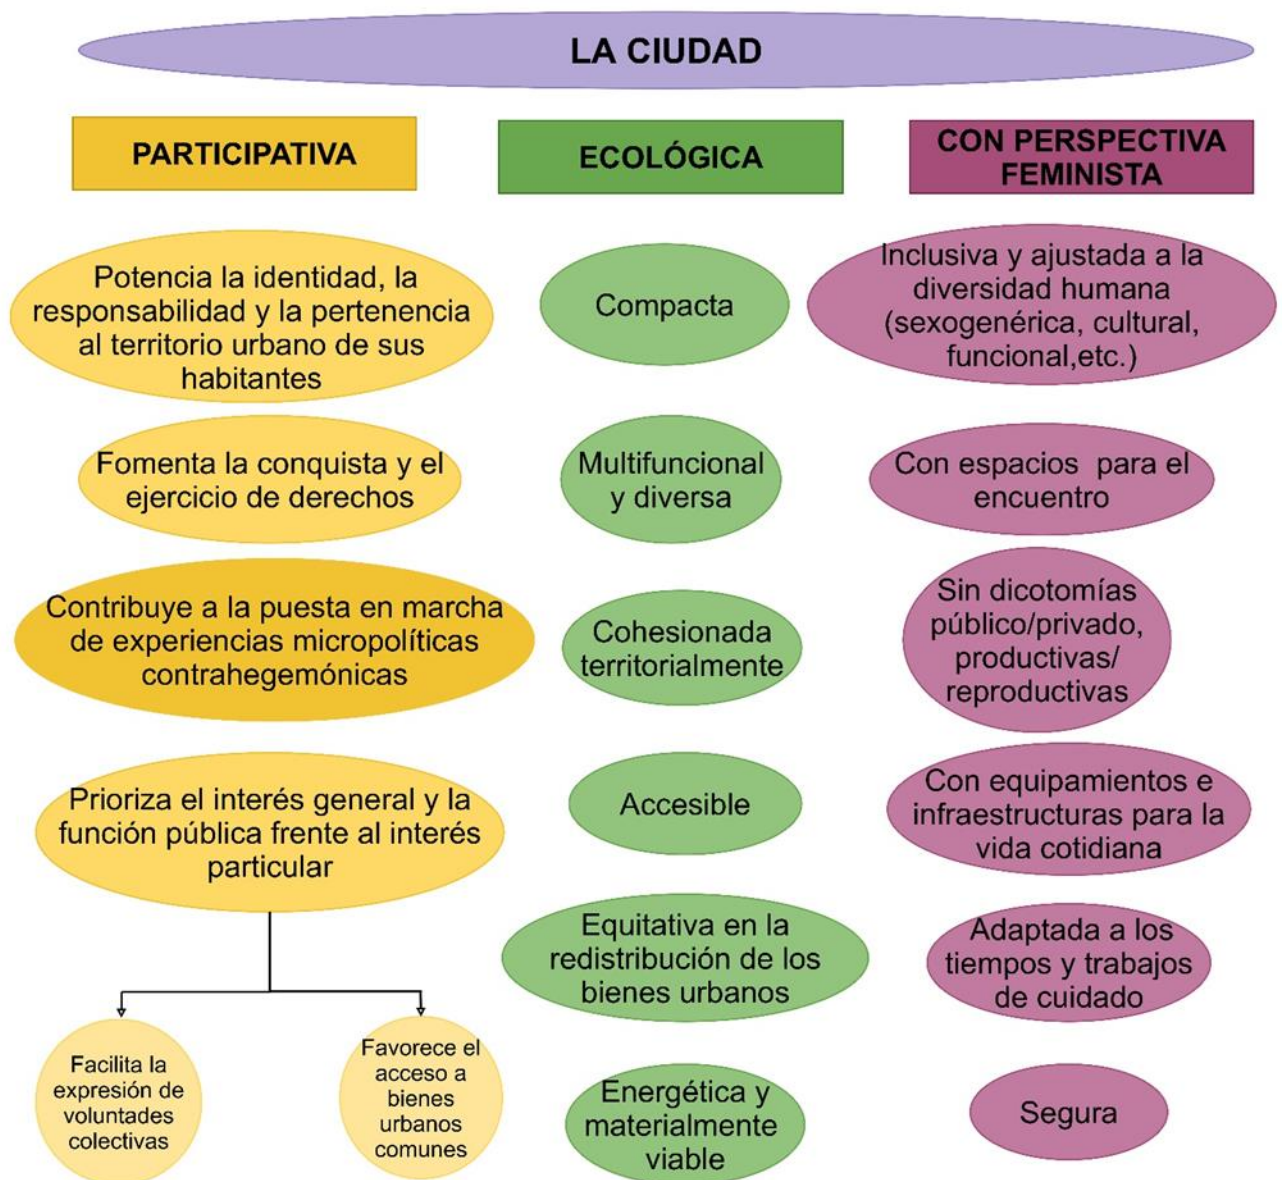 LA CIUDAD
PARTICIPATIVA
Potencia la identidad, la
responsabilidad y la pertenencia
al territorio urbano de sus
habitantes
Fomenta la conquista y el
ejercicio de derechos
Contribuye a la puesta en marcha
de experiencias micropolíticas
contrahegemónicas
Prioriza el interés general y la
función pública frente al interés
particular
Facilita la
expresión de
voluntades
colectivas
Favorece el
acceso a
bienes
urbanos
comunes
ECOLÓGICA
Compacta
Multifuncional
y diversa
Cohesionada
territorialmente
Accesible
Equitativa en la
redistribución de los
bienes urbanos
Energética y
materialmente
viable
CON PERSPECTIVA
FEMINISTA
Inclusiva y ajustada a la
diversidad humana
(sexogenérica, cultural,
funcional,etc.)
Con espacios para el
encuentro
Sin dicotomías
público/privado,
productivas/
reproductivas
Con equipamientos e
infraestructuras para la
vida cotidiana
Adaptada a los
tiempos y trabajos
de cuidado
Segura